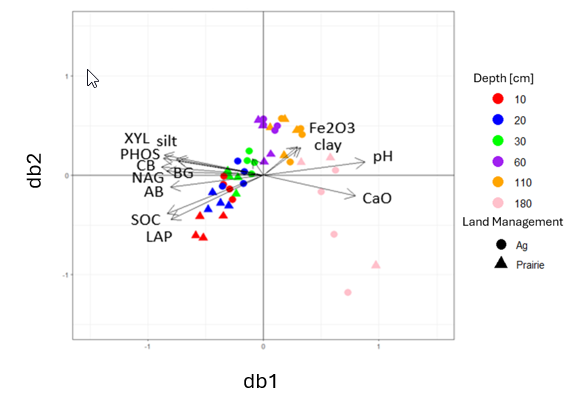 Depth [cm]
10
20
30
60
110
180
Land Management
Ag
Prairie
1
0
-1
-1
0
1
db2
db1
XYL silt
PHOS
CB
BG
NAG
AB
SOC
LAP
Fe2O3
clay
pH
CaO